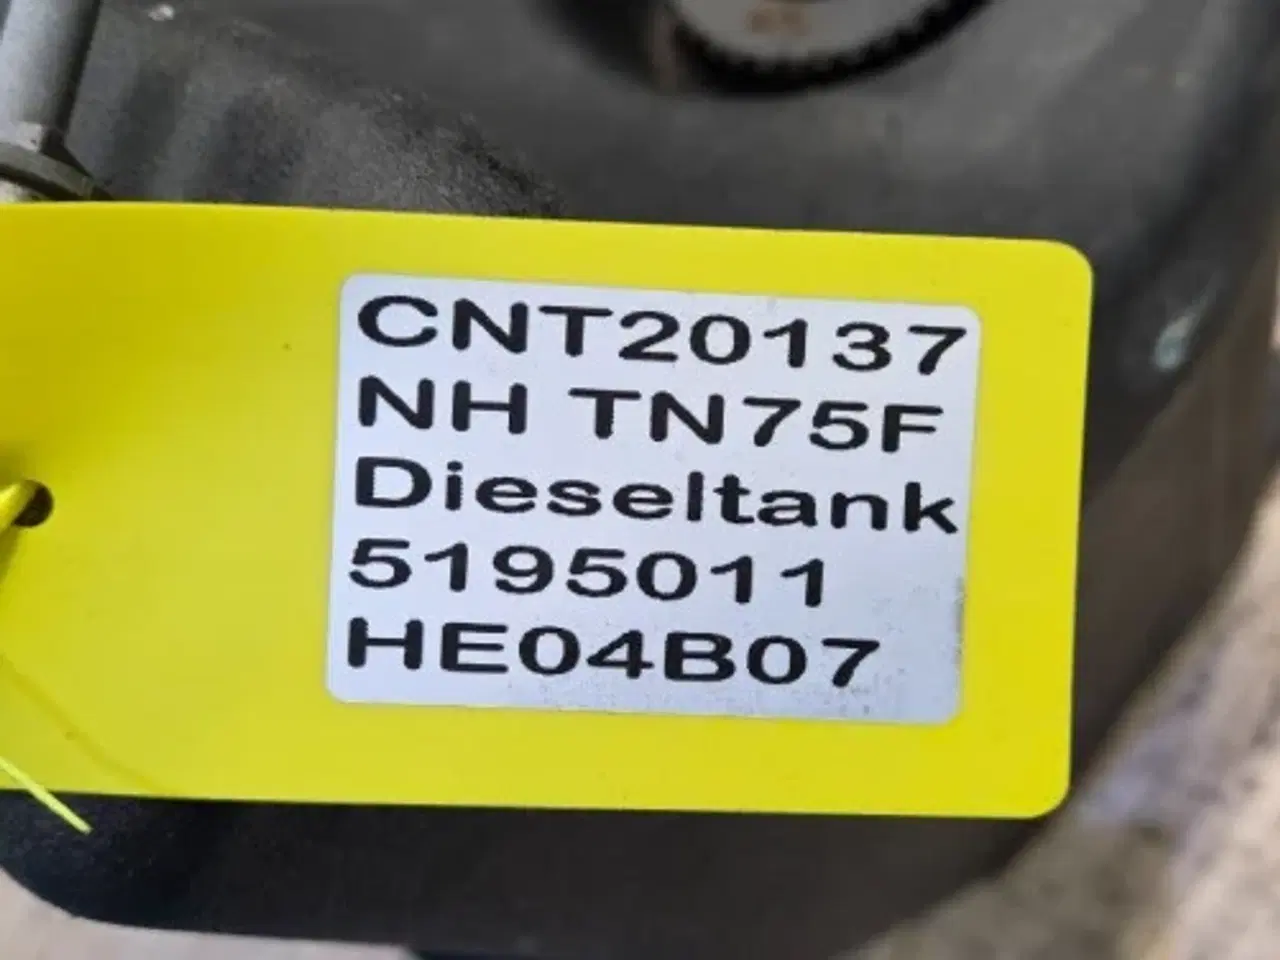 CNT20137
NH TN75F
Dieseltank
5195011
HE04B07